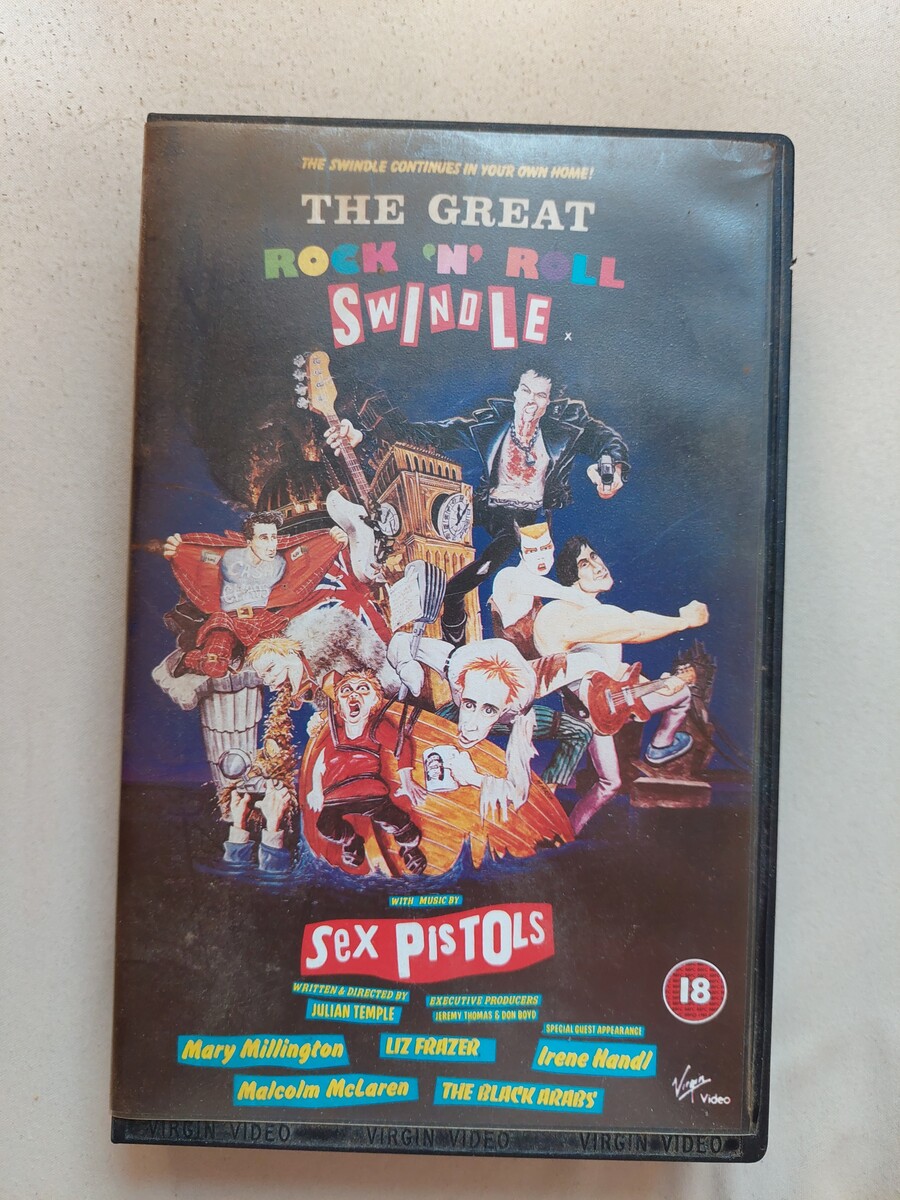 THE SWINDLE CONTINUES IN YOUR OWN HOME!
THE GREAT
ROCK 'N' ROLL
SWINDLE
x
WITH MUSIC BY
SEX PISTOLS
WRITTEN & DIRECTED BY
JULIAN TEMPLE
EXECUTIVE PRODUCERS
JEREMY THOMAS & DON BOYD
SPECIAL GUEST APPEARANCE
Mary Millington
LIZ FRAZER
Irene Handl
Malcolm McLaren
THE BLACK ARABS
18
Virgin
Video
VIRGIN VIDEO VIRGIN VIDEO VIRGIN VIDEO